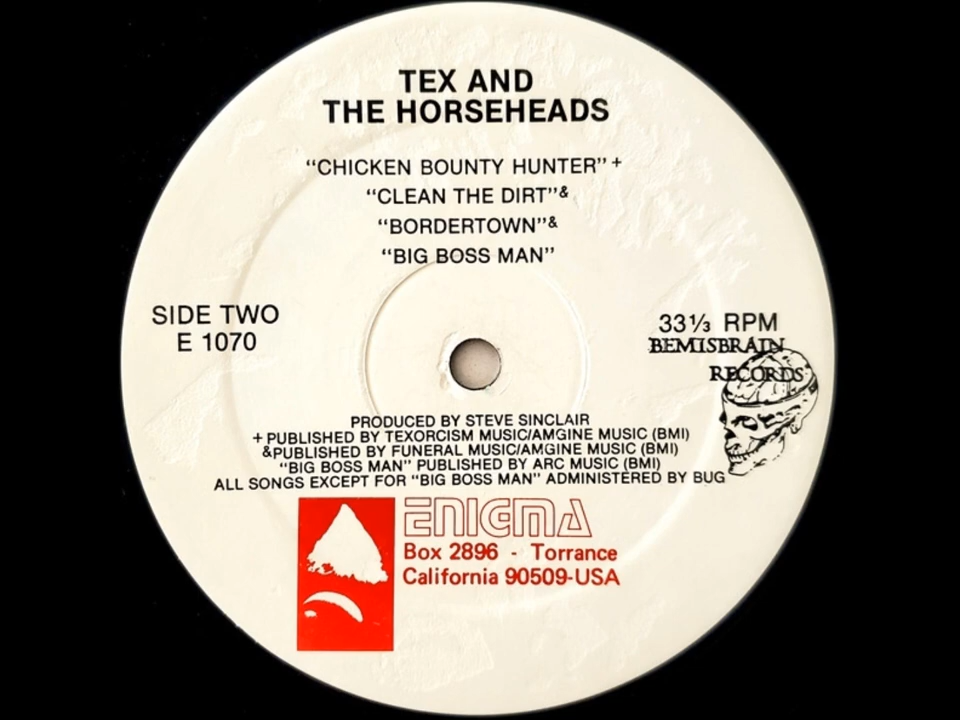 TEX AND
THE HORSEHEADS
“CHICKEN BOUNTY HUNTER” +
“CLEAN THE DIRT”&
“BORDERTOWN”&
“BIG BOSS MAN”
SIDE TWO
E 1070
33⅓ RPM
BEMISBRAIN
RECORDS
PRODUCED BY STEVE SINCLAIR
+ PUBLISHED BY TEXORCISM MUSIC/AMGINE MUSIC (BMI)
&PUBLISHED BY FUNERAL MUSIC/AMGINE MUSIC (BMI)
“BIG BOSS MAN” PUBLISHED BY ARC MUSIC (BMI)
ALL SONGS EXCEPT FOR “BIG BOSS MAN” ADMINISTERED BY BUG
ENIGMA
Box 2896 - Torrance
California 90509-USA